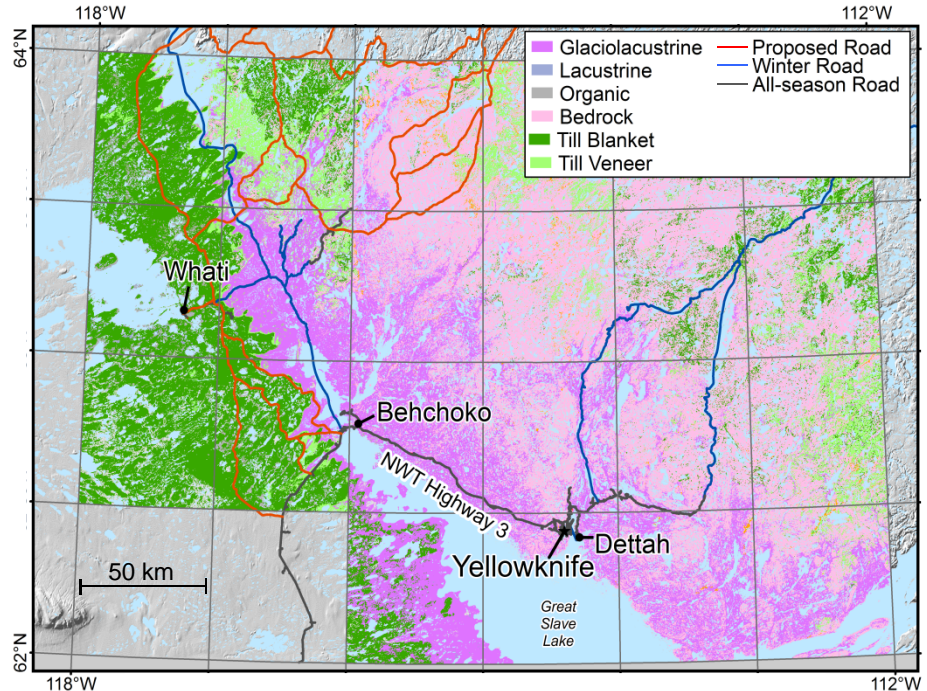 118°W
112°W
64°N
Glaciolacustrine
Lacustrine
Organic
Bedrock
Till Blanket
Till Veneer
Proposed Road
Winter Road
All-season Road
Whati
Behchoko
NWT Highway 3
Dettah
Yellowknife
50 km
Great
Slave
Lake
62°N
118°W
112°W